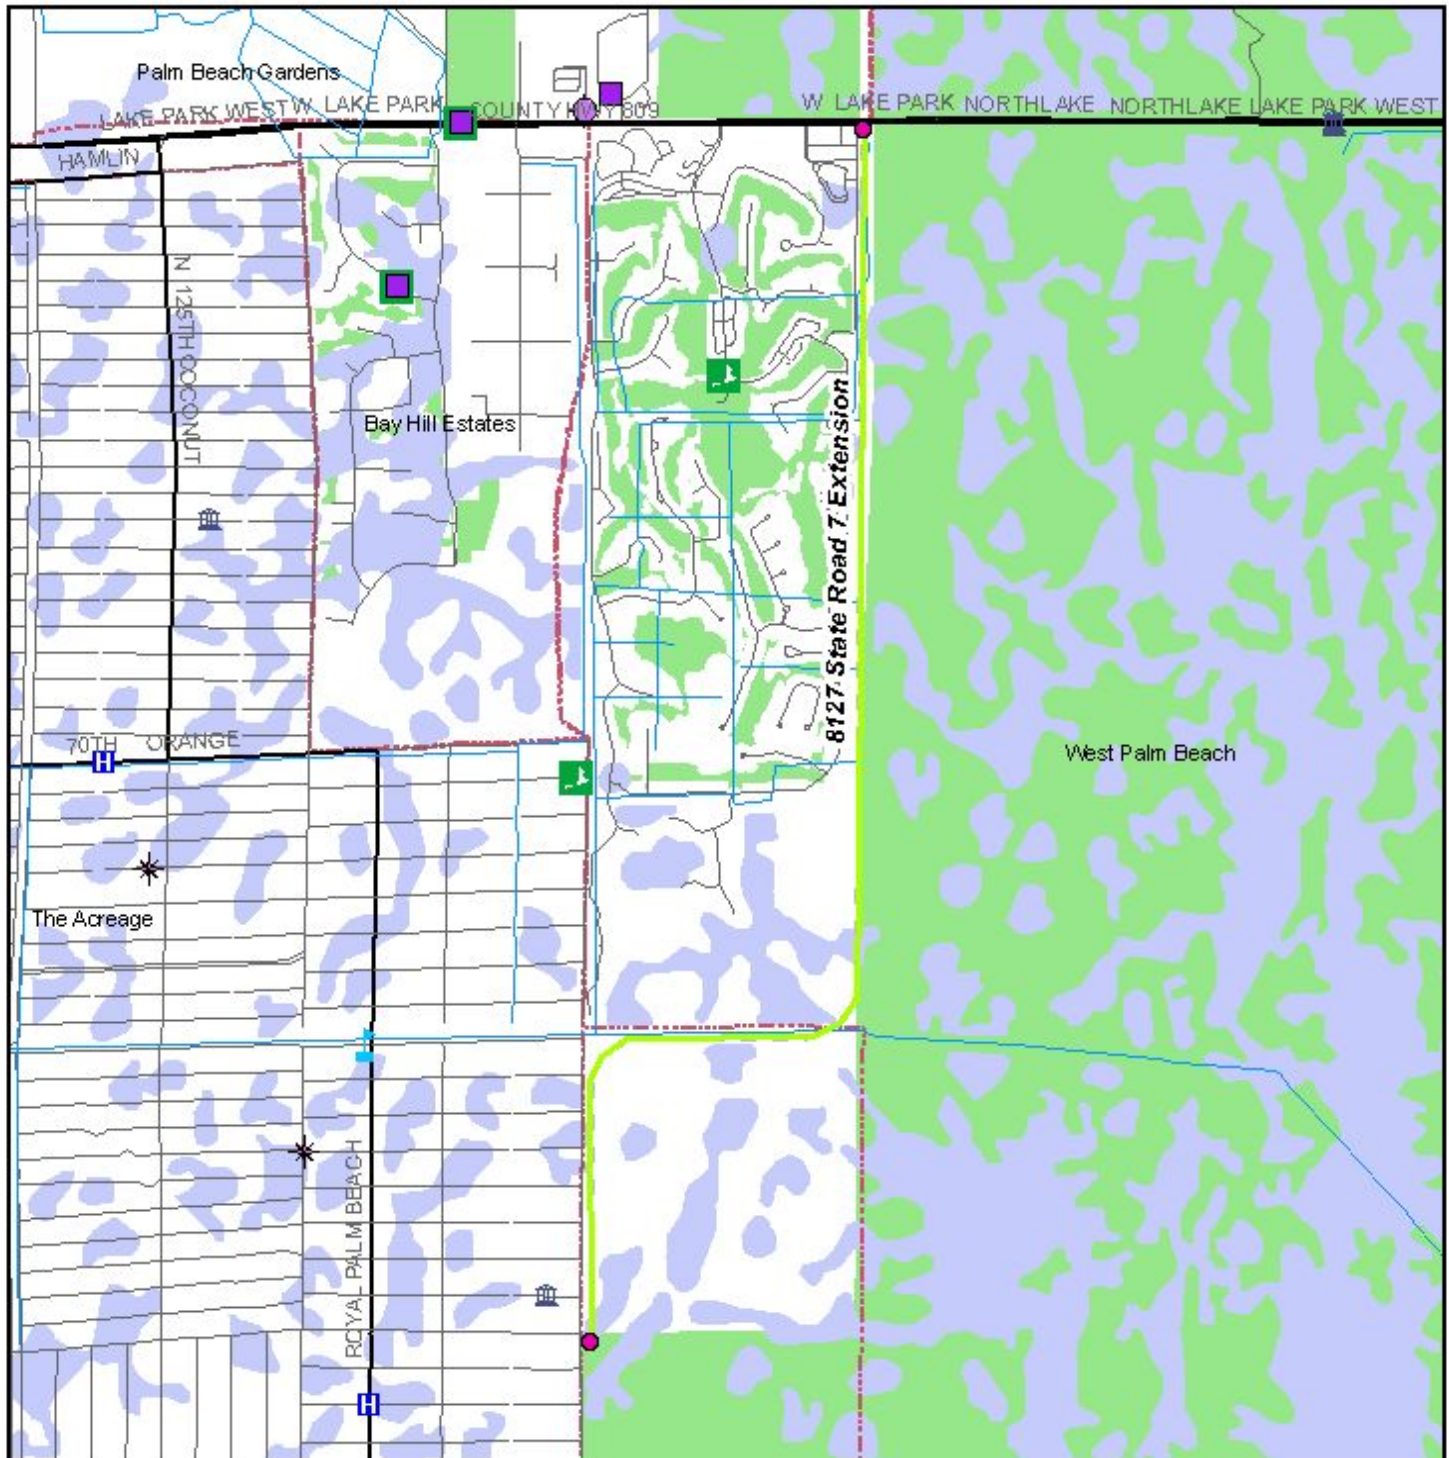 Palm Beach Gardens
LAKE PARK WEST W LAKE PARK COUNTY HWY 809 W LAKE PARK NORTHLAKE NORTHLAKE LAKE PARK WEST
HAMLIN
N 125TH COCONUT
Bay Hill Estates
8127 State Road 7 Extension
70TH ORANGE
H
West Palm Beach
The Acreage
ROYAL PALM BEACH
H